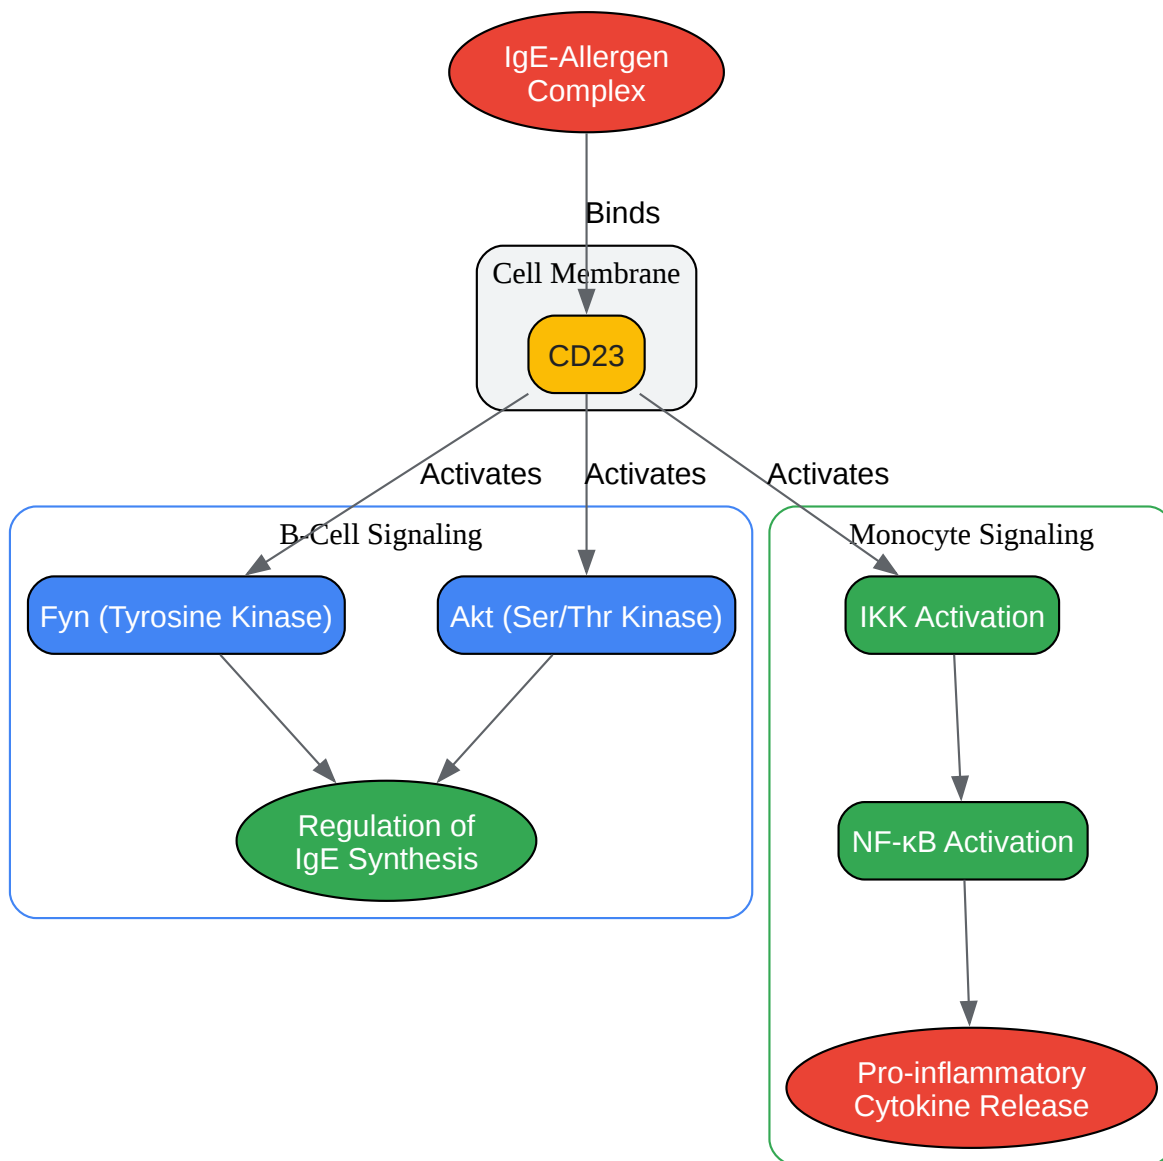 IgE-Allergen
Complex
Binds
Cell Membrane
CD23
Activates
Activates
Activates
B-Cell Signaling
Monocyte Signaling
Fyn (Tyrosine Kinase)
Akt (Ser/Thr Kinase)
IKK Activation
Regulation of
IgE Synthesis
NF-κB Activation
Pro-inflammatory
Cytokine Release